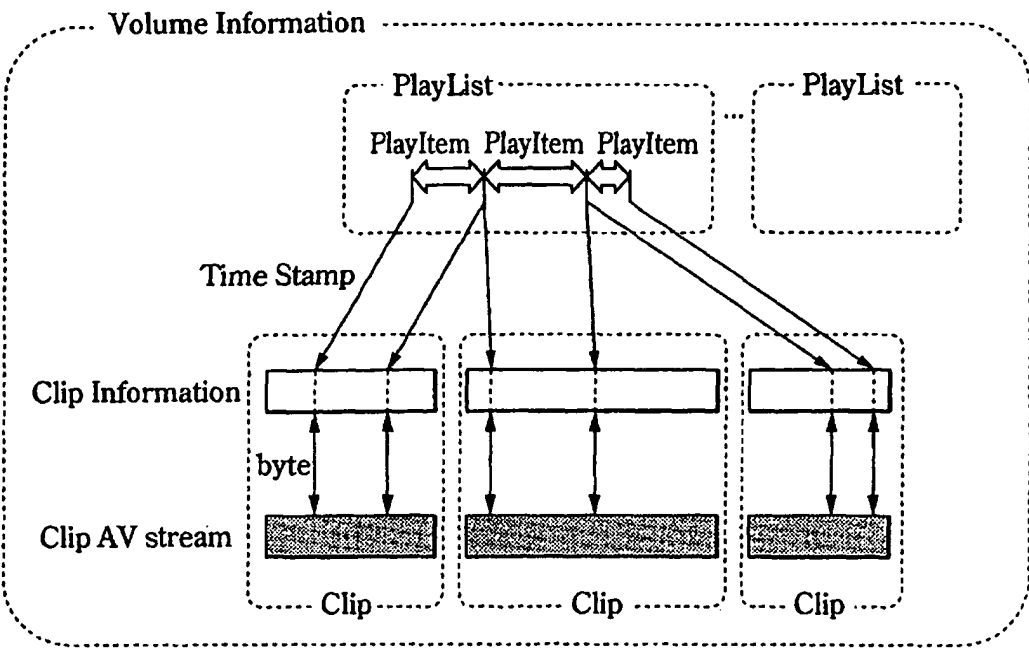 Volume Information
PlayList
...
PlayList
PlayItem PlayItem PlayItem
Time Stamp
Clip Information
byte
Clip AV stream
Clip
Clip
Clip